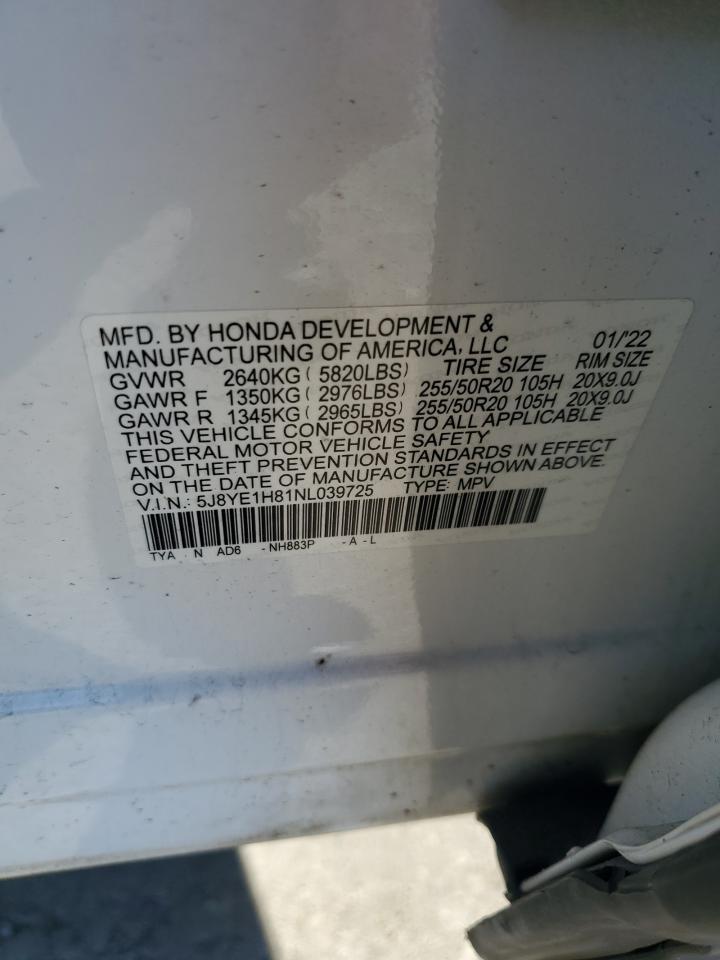 MFD. BY HONDA DEVELOPMENT &
MANUFACTURING OF AMERICA, LLC 01/'22
GVWR 2640KG ( 5820LBS) TIRE SIZE RIM SIZE
GAWR F 1350KG ( 2976LBS) 255/50R20 105H 20X9.0J
GAWR R 1345KG ( 2965LBS) 255/50R20 105H 20X9.0J
THIS VEHICLE CONFORMS TO ALL APPLICABLE
FEDERAL MOTOR VEHICLE SAFETY
AND THEFT PREVENTION STANDARDS IN EFFECT
ON THE DATE OF MANUFACTURE SHOWN ABOVE.
V.I.N.: 5J8YE1H81NL039725 TYPE: MPV
TYA N AD6 -NH883P -A-L